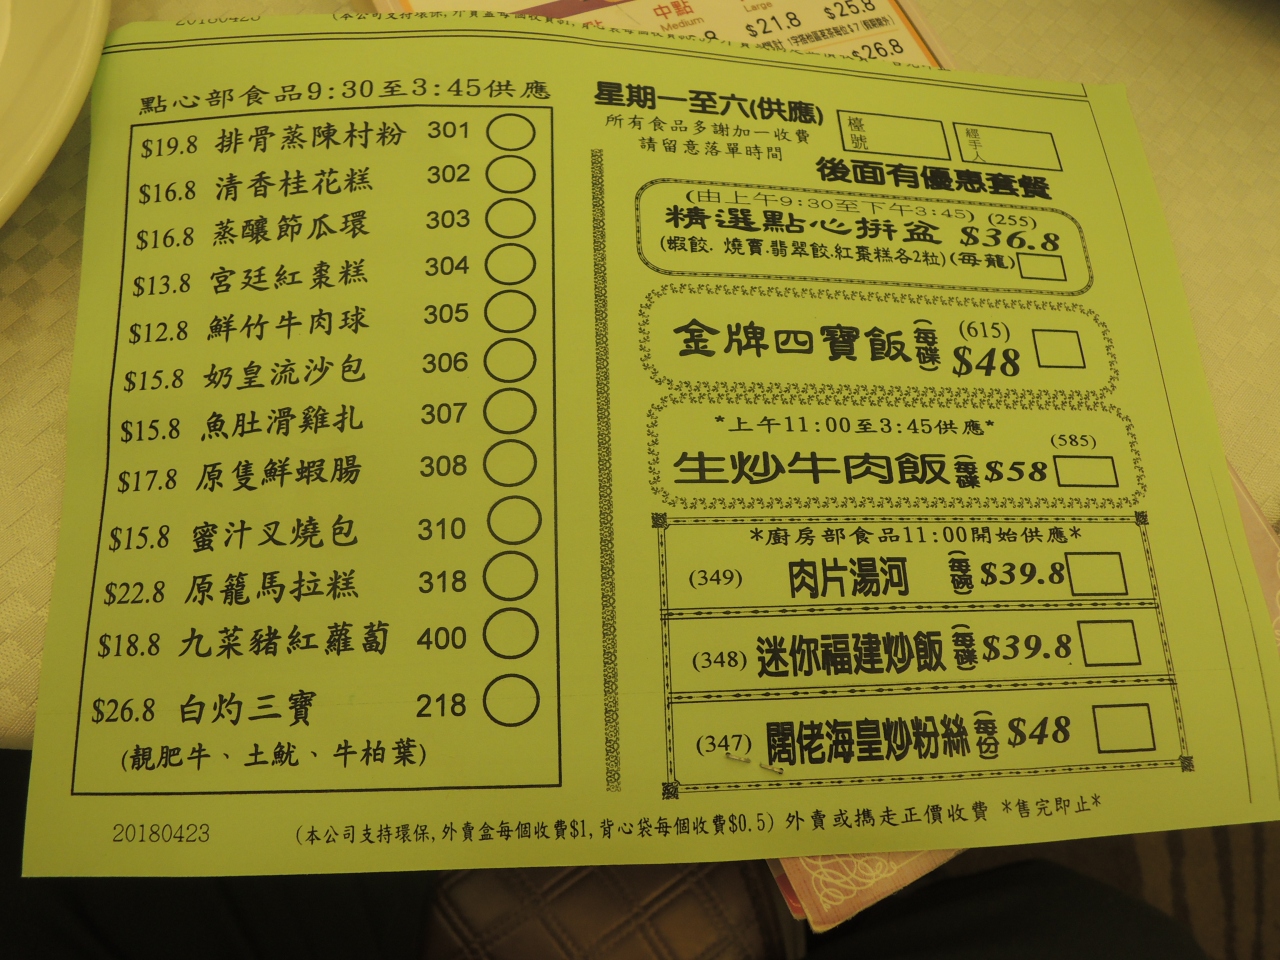 中點
Medium
Large
$21.8
$25.8
$26.8
點心部食品9:30至3:45供應
$19.8 排骨蒸陳村粉 301
$16.8 清香桂花糕 302
$16.8 蒸釀節瓜環 303
$13.8 宮廷紅棗糕 304
$12.8 鮮竹牛肉球 305
$15.8 奶皇流沙包 306
$15.8 魚肚滑雞扎 307
$17.8 原隻鮮蝦腸 308
$15.8 蜜汁叉燒包 310
$22.8 原籠馬拉糕 318
$18.8 九菜豬紅蘿蔔 400
$26.8 白灼三寶 218
(靚肥牛、土魷、牛柏葉)
星期一至六(供應)
所有食品多謝加一收費
請留意落單時間
檯號
經手人
後面有優惠套餐
(由上午9:30至下午3:45) (255)
精選點心拼盆 $36.8
(蝦餃.燒賣.翡翠餃.紅棗糕各2粒)(每籠)
金牌四寶飯(每碟) (615) $48
*上午11:00至3:45供應*
(585)
生炒牛肉飯(每碟) $58
*廚房部食品11:00開始供應*
(349) 肉片湯河(每碗) $39.8
(348) 迷你福建炒飯(每碟) $39.8
(347) 闊佬海皇炒粉絲(每份) $48
20180423 (本公司支持環保,外賣盒每個收費$1,背心袋每個收費$0.5) 外賣或攜走正價收費 *售完即止*